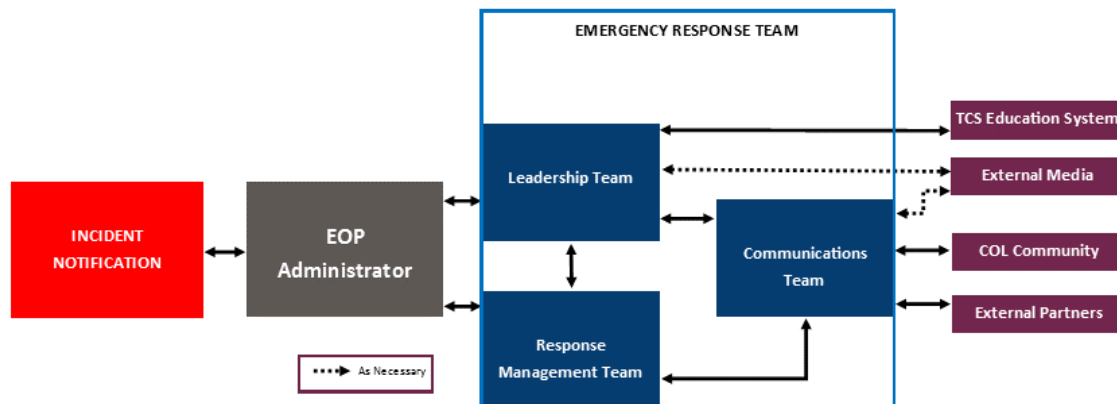 EMERGENCY RESPONSE TEAM
TCS Education System
Leadership Team
External Media
INCIDENT
NOTIFICATION
EOP
Administrator
Communications
Team
COL Community
External Partners
Response
Management Team
As Necessary